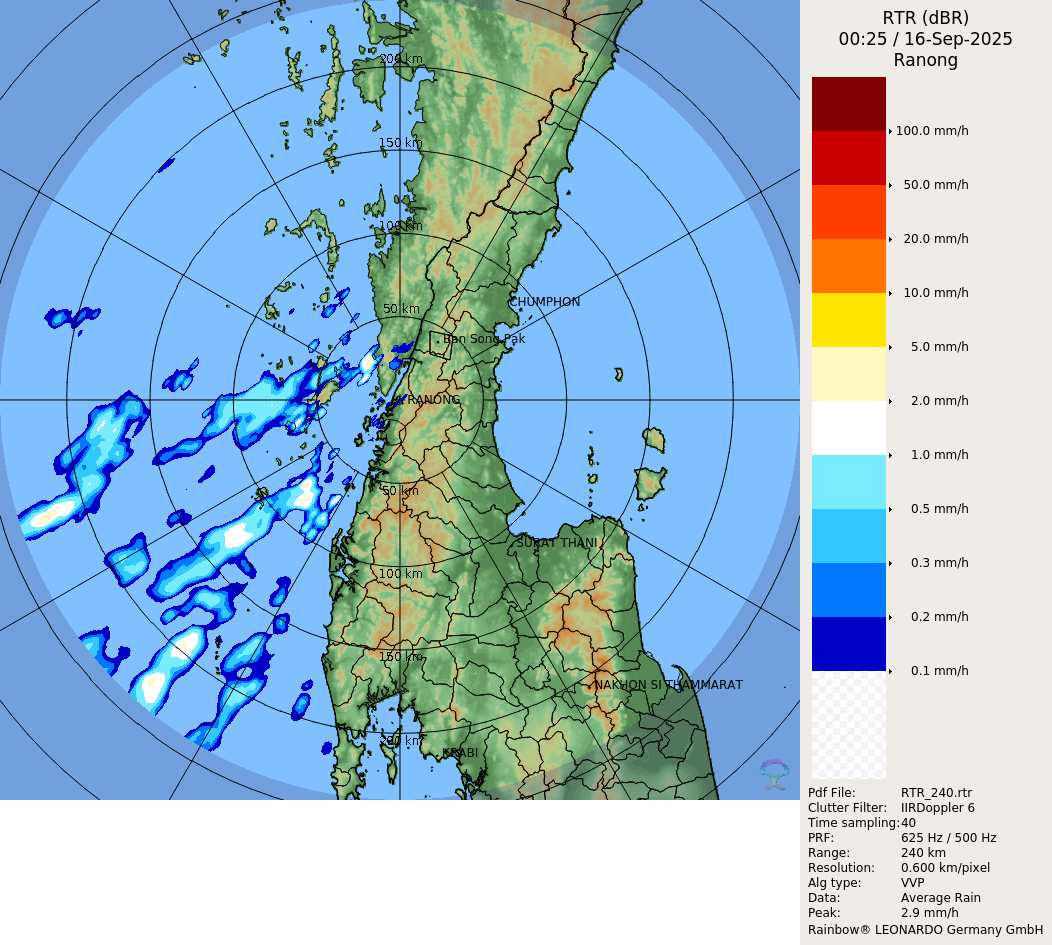 RTR (dBR)
00:25 / 16-Sep-2025
Ranong
200 km
150 km
100 km
50 km
CHUMPHON
Ban Song Pak
RANONG
50 km
SURAT THANI
100 km
150 km
NAKHON SI THAMMARAT
200 km
KRABI
100.0 mm/h
50.0 mm/h
20.0 mm/h
10.0 mm/h
5.0 mm/h
2.0 mm/h
1.0 mm/h
0.5 mm/h
0.3 mm/h
0.2 mm/h
0.1 mm/h
Pdf File: RTR_240.rtr
Clutter Filter: IIRDoppler 6
Time sampling:40
PRF: 625 Hz / 500 Hz
Range: 240 km
Resolution: 0.600 km/pixel
Alg type: VVP
Data: Average Rain
Peak: 2.9 mm/h
Rainbow® LEONARDO Germany GmbH